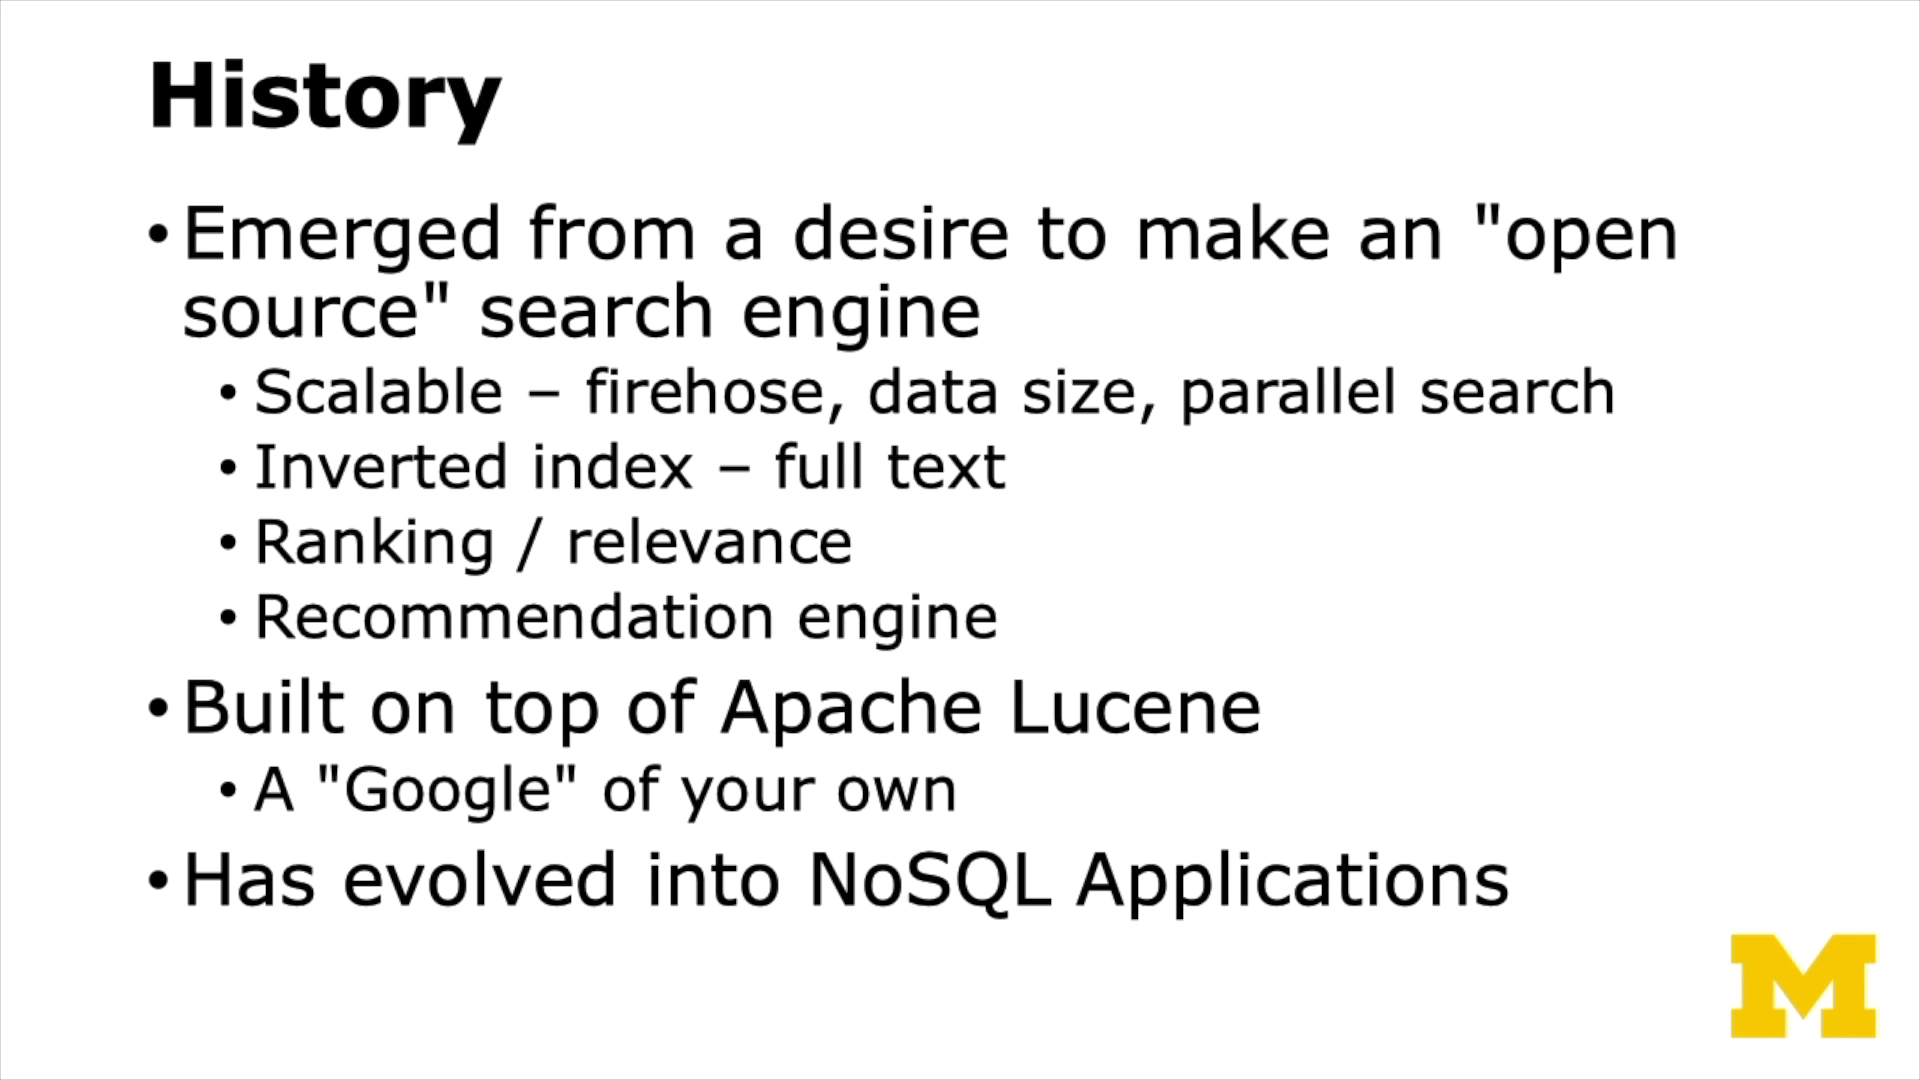 History
• Emerged from a desire to make an "open
source" search engine
• Scalable – firehose, data size, parallel search
• Inverted index – full text
• Ranking / relevance
• Recommendation engine
• Built on top of Apache Lucene
• A "Google" of your own
• Has evolved into NoSQL Applications
M